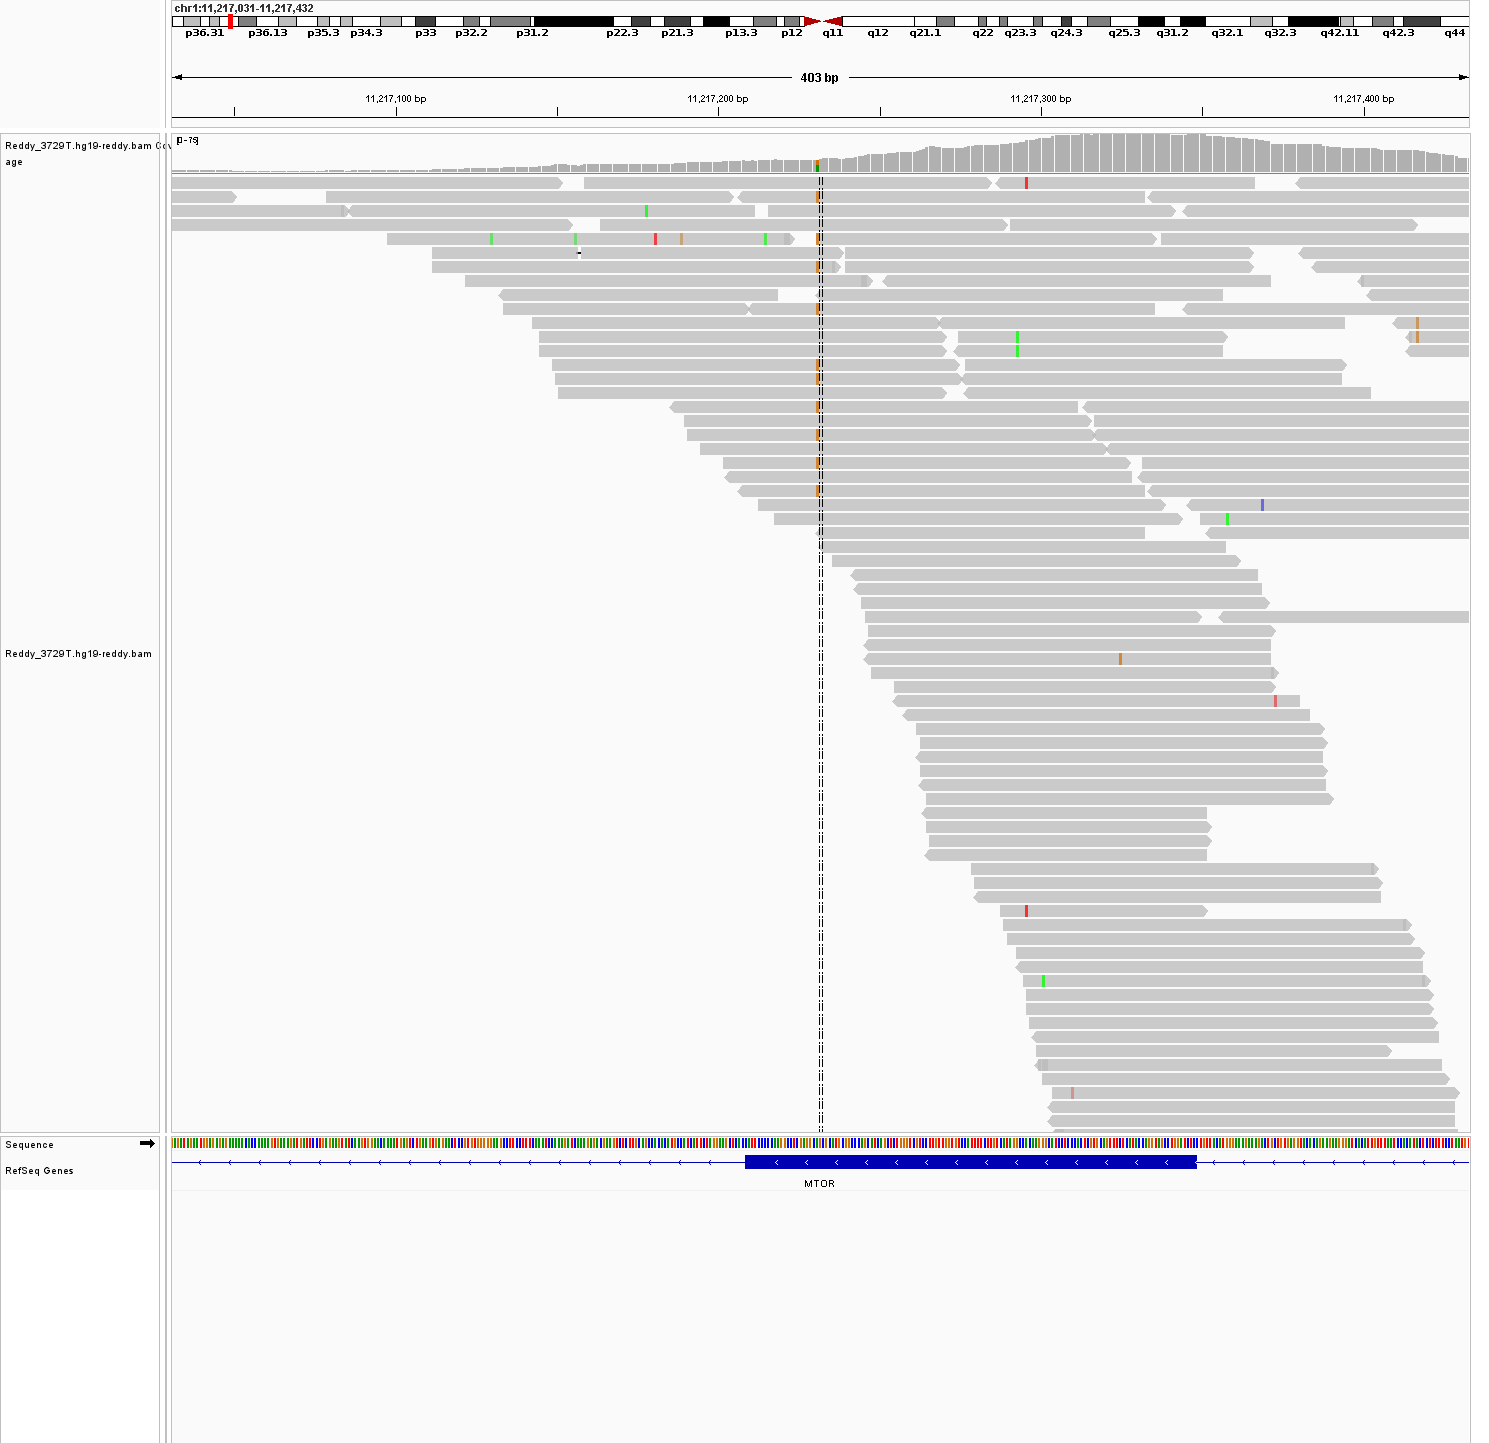 chr1:11,217,031-11,217,432
p36.31 p36.13 p35.3 p34.3 p33 p32.2 p31.2 p22.3 p21.3 p13.3 p12 q11 q12 q21.1 q22 q23.3 q24.3 q25.3 q31.2 q32.1 q32.3 q42.11 q42.3 q44
403 bp
11,217,100 bp 11,217,200 bp 11,217,300 bp 11,217,400 bp
Reddy_3729T.hg19-reddy.bam Cov
age
[0-79]
Reddy_3729T.hg19-reddy.bam
Sequence
RefSeq Genes
MTOR